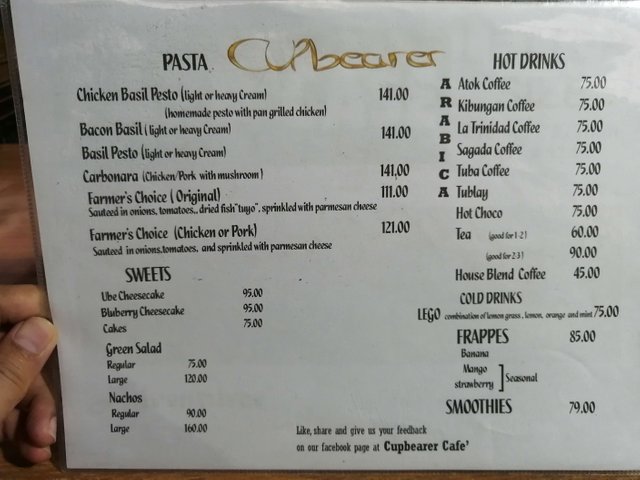 Cupbearer
PASTA
Chicken Basil Pesto (light or heavy Cream) 141.00
(homemade pesto with pan grilled chicken)
Bacon Basil ( light or heavy Cream) 141.00
Basil Pesto (light or heavy Cream)
Carbonara (Chicken/Pork with mushroom ) 141,00
Farmer's Choice ( Original) 111.00
Sauteed in onions, tomatoes,, dried fish"tuyo", sprinkled with parmesan cheese
Farmer's Choice (Chicken or Pork) 121.00
Sauteed in onions,tomatoes, and sprinkled with parmesan cheese
SWEETS
Ube Cheesecake 95.00
Bluberry Cheesecake 95.00
Cakes 75.00
Green Salad
Regular 75.00
Large 120.00
Nachos
Regular 90.00
Large 160.00
HOT DRINKS
ARABICA
Atok Coffee 75.00
Kibungan Coffee 75.00
La Trinidad Coffee 75.00
Sagada Coffee 75.00
Tuba Coffee 75.00
Tublay 75.00
Hot Choco 75.00
Tea (good for 1-2) 60.00
(good for 2-3) 90.00
House Blend Coffee 45.00
COLD DRINKS
LEGO combination of lemon grass , lemon, orange and mint 75.00
FRAPPES 85.00
Banana
Mango
strawberry ] Seasonal
SMOOTHIES 79.00
Like, share and give us your feedback
on our facebook page at Cupbearer Cafe'